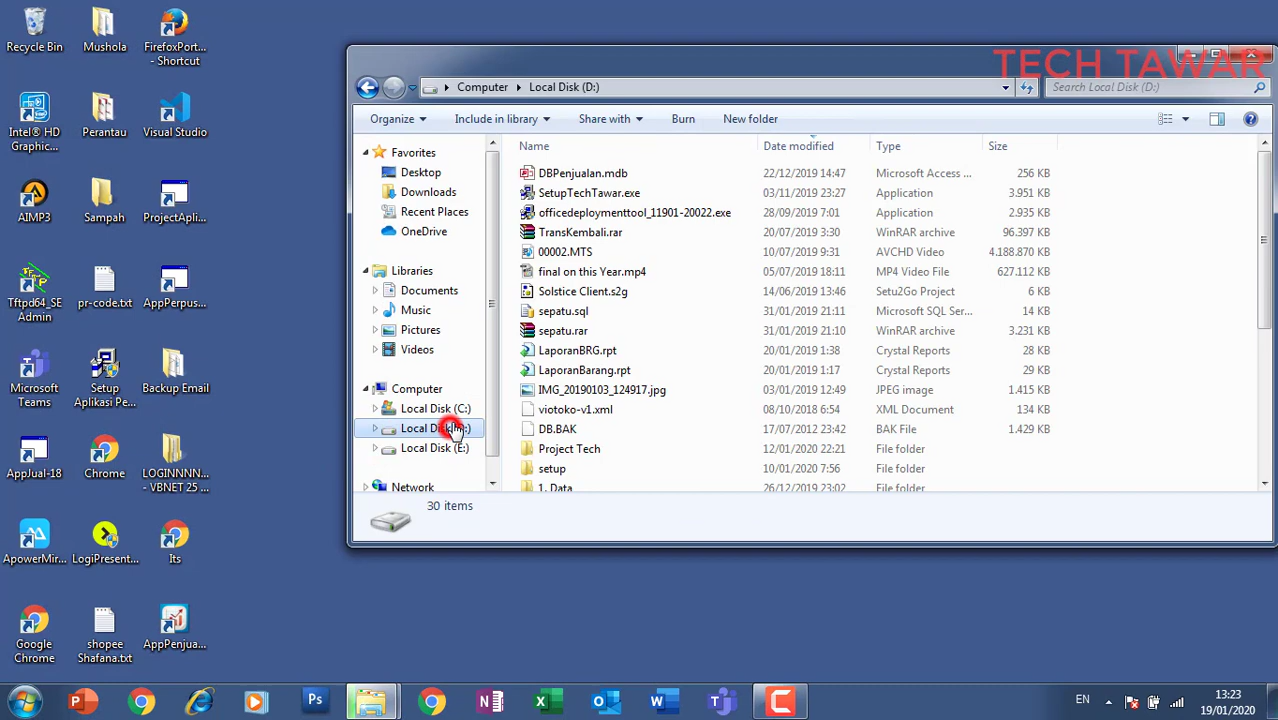 Recycle Bin
Mushola
FirefoxPort...
- Shortcut
Intel® HD
Graphic...
Perantau
Visual Studio
AIMP3
Sampah
ProjectApli...
Tftpd64_SE
Admin
pr-code.txt
AppPerpus...
Microsoft
Teams
Setup
Aplikasi Pe...
Backup Email
AppJual-18
Chrome
LOGINNNN...
- VBNET 25 ...
ApowerMir...
LogiPresent...
Its
Google
Chrome
shopee
Shafana.txt
AppPenjua...
TECH TAWAR
Computer
Local Disk (D:)
Search Local Disk (D:)
Organize
Include in library
Share with
Burn
New folder
Favorites
Desktop
Downloads
Recent Places
OneDrive
Libraries
Documents
Music
Pictures
Videos
Computer
Local Disk (C:)
Local Disk
Local Disk (E:)
Network
Name Date modified Type Size
DBPenjualan.mdb 22/12/2019 14:47 Microsoft Access ... 256 KB
SetupTechTawar.exe 03/11/2019 23:27 Application 3.951 KB
officedeploymenttool_11901-20022.exe 28/09/2019 7:01 Application 2.935 KB
TransKembali.rar 20/07/2019 3:30 WinRAR archive 96.397 KB
00002.MTS 10/07/2019 9:31 AVCHD Video 4.188.870 KB
final on this Year.mp4 05/07/2019 18:11 MP4 Video File 627.112 KB
Solstice Client.s2g 14/06/2019 13:46 Setu2Go Project 6 KB
sepatu.sql 31/01/2019 21:11 Microsoft SQL Ser... 7 KB
sepatu.rar 31/01/2019 21:10 WinRAR archive 3.231 KB
LaporanBRG.rpt 20/01/2019 1:38 Crystal Reports 28 KB
LaporanBarang.rpt 20/01/2019 1:17 Crystal Reports 29 KB
IMG_20190103_124917.jpg 03/01/2019 12:49 JPEG image 1.415 KB
viotoko-v1.xml 08/10/2018 6:54 XML Document 134 KB
DB.BAK 17/07/2012 23:42 BAK File 1.429 KB
Project Tech 12/01/2020 22:21 File folder
setup 10/01/2020 7:56 File folder
1. Data 26/12/2019 23:02 File folder
30 items
EN
13:23
19/01/2020